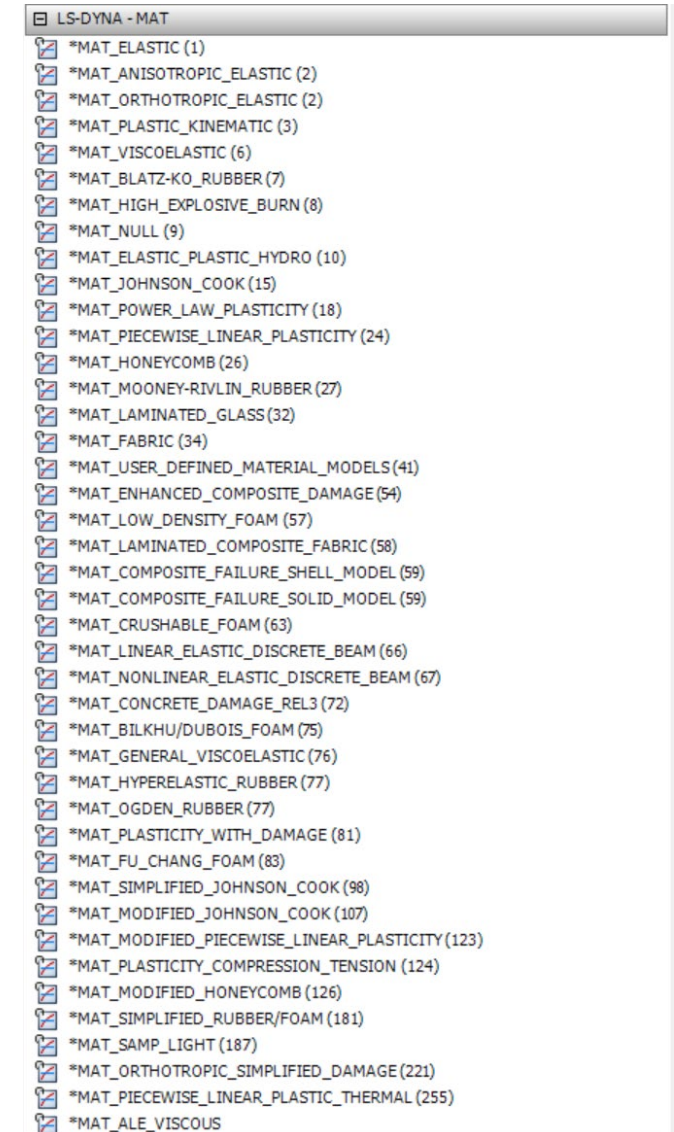 LS-DYNA - MAT
*MAT_ELASTIC (1)
*MAT_ANISOTROPIC_ELASTIC (2)
*MAT_ORTHOTROPIC_ELASTIC (2)
*MAT_PLASTIC_KINEMATIC (3)
*MAT_VISCOELASTIC (6)
*MAT_BLATZ-KO_RUBBER (7)
*MAT_HIGH_EXPLOSIVE_BURN (8)
*MAT_NULL (9)
*MAT_ELASTIC_PLASTIC_HYDRO (10)
*MAT_JOHNSON_COOK (15)
*MAT_POWER_LAW_PLASTICITY (18)
*MAT_PIECEWISE_LINEAR_PLASTICITY (24)
*MAT_HONEYCOMB (26)
*MAT_MOONEY-RIVLIN_RUBBER (27)
*MAT_LAMINATED_GLASS (32)
*MAT_FABRIC (34)
*MAT_USER_DEFINED_MATERIAL_MODELS (41)
*MAT_ENHANCED_COMPOSITE_DAMAGE (54)
*MAT_LOW_DENSITY_FOAM (57)
*MAT_LAMINATED_COMPOSITE_FABRIC (58)
*MAT_COMPOSITE_FAILURE_SHELL_MODEL (59)
*MAT_COMPOSITE_FAILURE_SOLID_MODEL (59)
*MAT_CRUSHABLE_FOAM (63)
*MAT_LINEAR_ELASTIC_DISCRETE_BEAM (66)
*MAT_NONLINEAR_ELASTIC_DISCRETE_BEAM (67)
*MAT_CONCRETE_DAMAGE_REL3 (72)
*MAT_BILKHU/DUBOIS_FOAM (75)
*MAT_GENERAL_VISCOELASTIC (76)
*MAT_HYPERELASTIC_RUBBER (77)
*MAT_OGDEN_RUBBER (77)
*MAT_PLASTICITY_WITH_DAMAGE (81)
*MAT_FU_CHANG_FOAM (83)
*MAT_SIMPLIFIED_JOHNSON_COOK (98)
*MAT_MODIFIED_JOHNSON_COOK (107)
*MAT_MODIFIED_PIECEWISE_LINEAR_PLASTICITY (123)
*MAT_PLASTICITY_COMPRESSION_TENSION (124)
*MAT_MODIFIED_HONEYCOMB (126)
*MAT_SIMPLIFIED_RUBBER/FOAM (181)
*MAT_SAMP_LIGHT (187)
*MAT_ORTHOTROPIC_SIMPLIFIED_DAMAGE (221)
*MAT_PIECEWISE_LINEAR_PLASTIC_THERMAL (255)
*MAT_ALE_VISCOUS